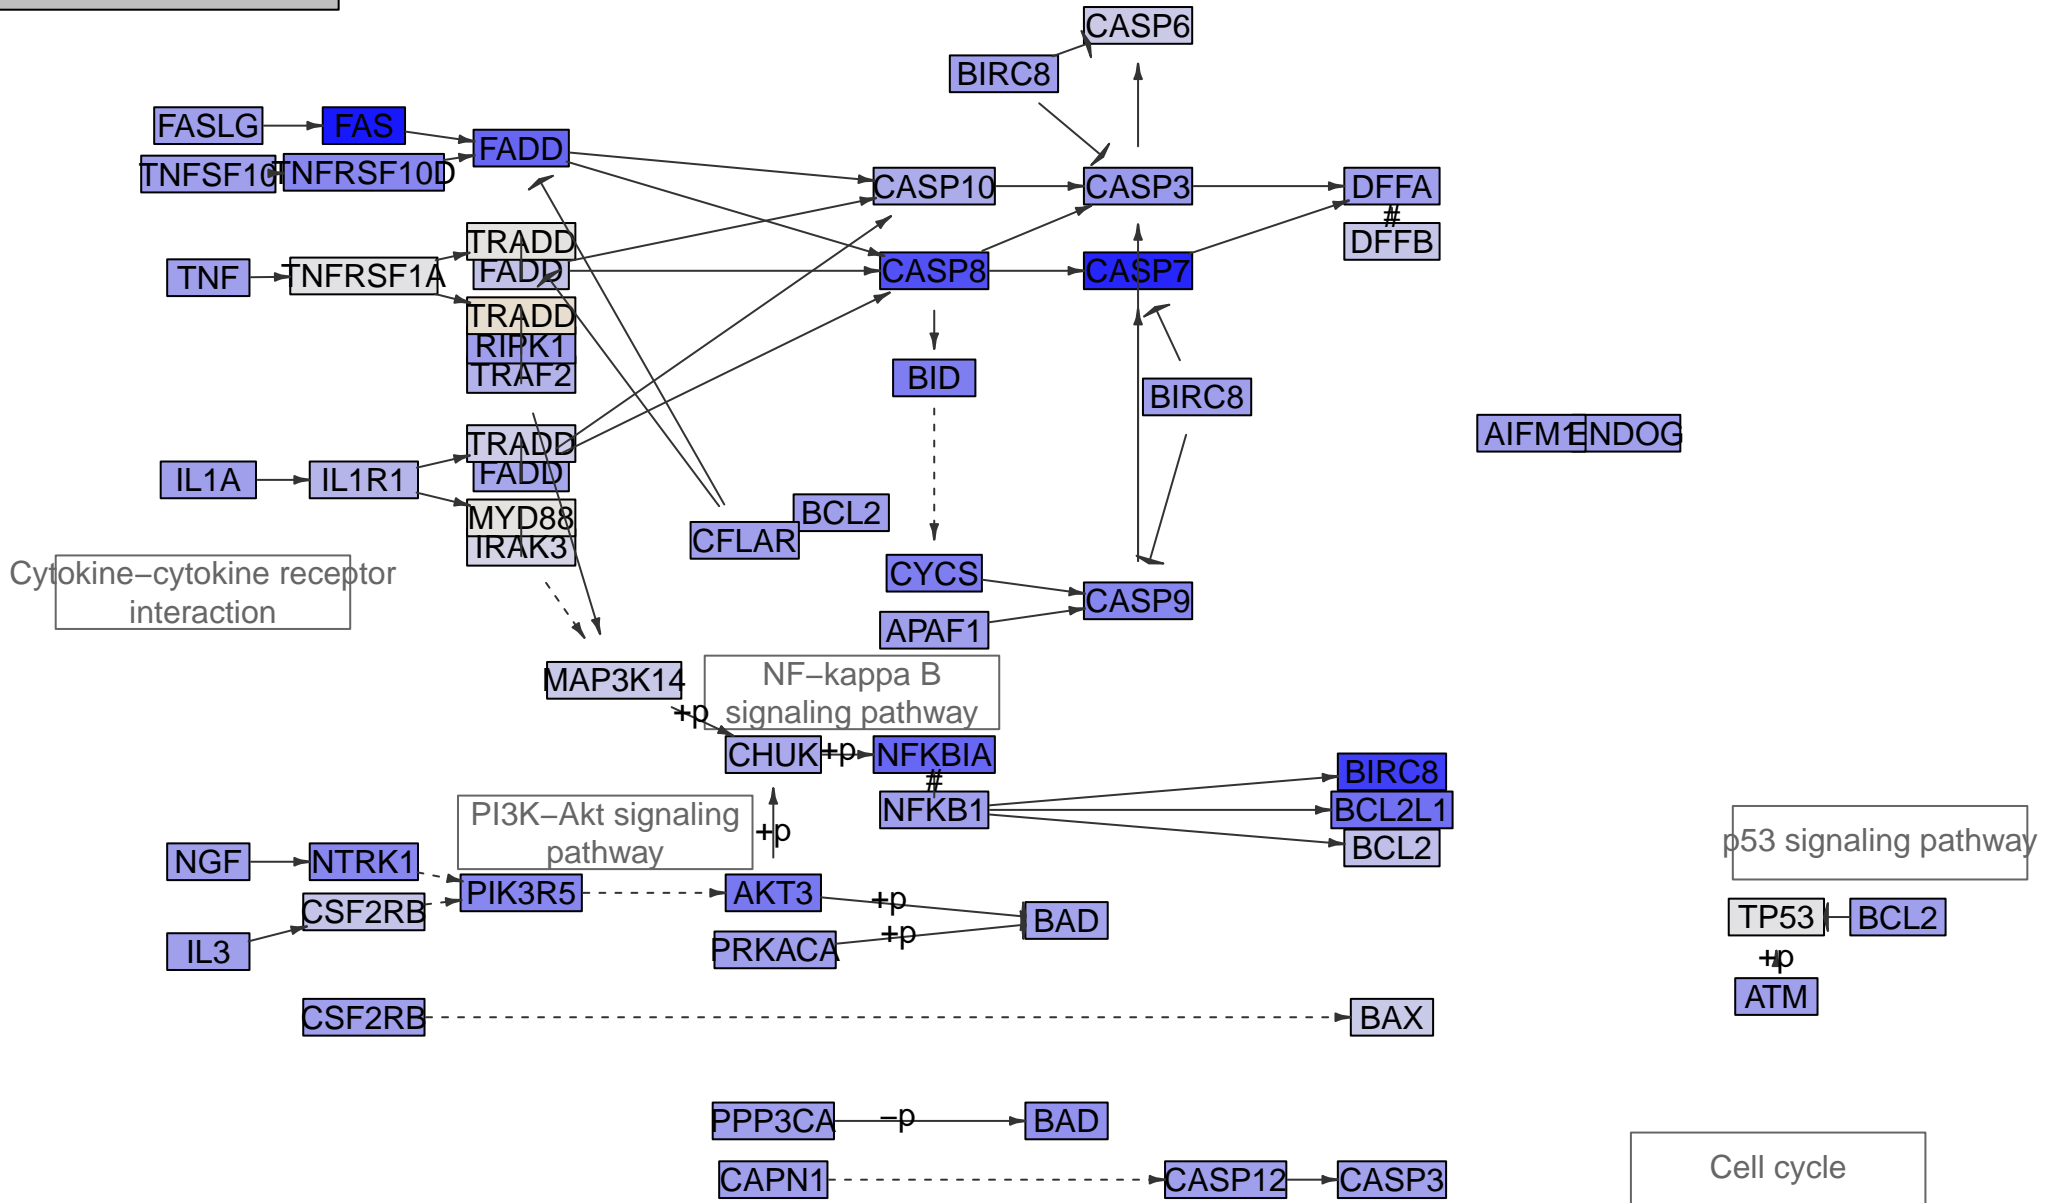 CASP6
BIRC8
FASLG
FAS
FADD
TNFSF10
TNFRSF10D
CASP10
CASP3
DFFA
#
DFFB
TRADD
FADD
TNF
TNFRSF1A
CASP8
CASP7
TRADD
RIPK1
TRAF2
BID
BIRC8
TRADD
FADD
IL1A
IL1R1
AIFM1
ENDOG
MYD88
IRAK3
BCL2
CFLAR
Cytokine−cytokine receptor
interaction
CYCS
CASP9
APAF1
MAP3K14
NF−kappa B
signaling pathway
+p
CHUK
+p
NFKBIA
#
NFKB1
BIRC8
BCL2L1
BCL2
PI3K−Akt signaling
pathway
+p
p53 signaling pathway
NGF
NTRK1
CSF2RB
PIK3R5
AKT3
+p
BAD
+p
PRKACA
IL3
TP53
BCL2
+p
ATM
CSF2RB
BAX
PPP3CA
−p
BAD
CAPN1
CASP12
CASP3
Cell cycle